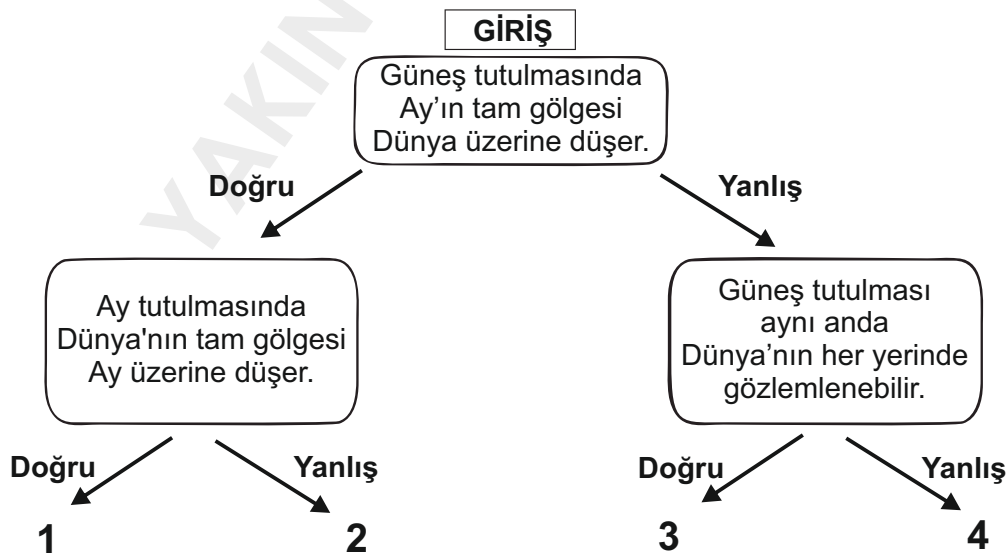 YAKIN
GİRİŞ
Güneş tutulmasında
Ay’ın tam gölgesi
Dünya üzerine düşer.
Doğru
Yanlış
Ay tutulmasında
Dünya'nın tam gölgesi
Ay üzerine düşer.
Güneş tutulması
aynı anda
Dünya’nın her yerinde
gözlemlenebilir.
Doğru
Yanlış
Doğru
Yanlış
1
2
3
4